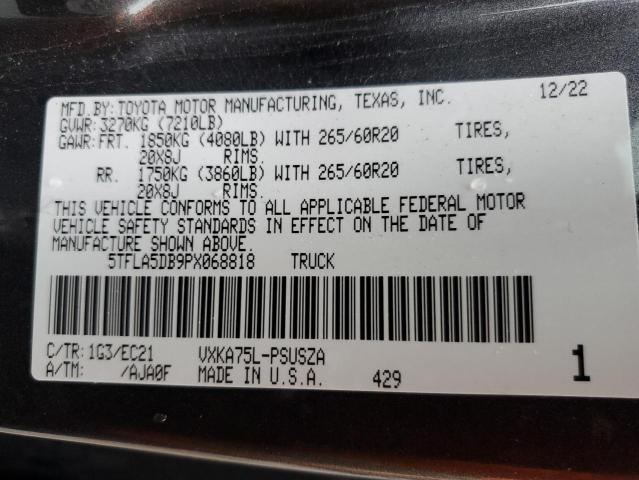 MFD.BY:TOYOTA MOTOR MANUFACTURING, TEXAS, INC. 12/22
GVWR:3270KG (7210LB)
GAWR:FRT. 1850KG (4080LB) WITH 265/60R20 TIRES,
20X8J RIMS.
RR. 1750KG (3860LB) WITH 265/60R20 TIRES,
20X8J RIMS.
THIS VEHICLE CONFORMS TO ALL APPLICABLE FEDERAL MOTOR
VEHICLE SAFETY STANDARDS IN EFFECT ON THE DATE OF
MANUFACTURE SHOWN ABOVE.
5TFLA5DB9PX068818 TRUCK
C/TR:1G3/EC21 VXKA75L-PSUSZA
A/TM: /AJA0F MADE IN U.S.A. 429 1